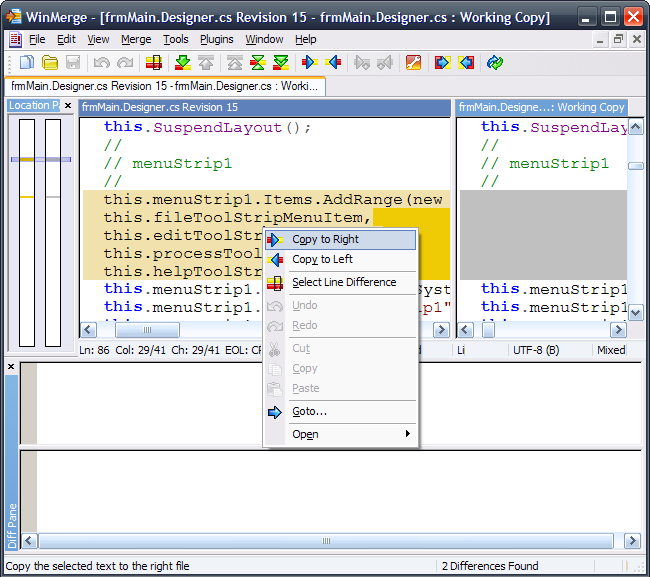 WinMerge - [frmMain.Designer.cs Revision 15 - frmMain.Designer.cs : Working Copy]
File Edit View Merge Tools Plugins Window
frmMain.Designer.cs Revision 15 -frmMain.Designer.cs : Worki...
Location P
frmMain.Designer.cs Revision 15
frmMain.Designe...: Working Copy
this.SuspendLayout();
//
// menuStrip1
//
this.menuStrip1.Items.AddRange(new
this.fileToolStripMenuItem,
this.editToolStri
this.processTool
this.helpToolStr
this.menuStrip1. Syst
this.menuStrip1. ip1"
this.SuspendLay
//
// menuStrip1
//
this.menuStrip1
this.menuStrip1
Copy to Right
Copy to Left
Select Line Difference
Undo
Redo
Cut
Copy
Paste
Goto...
Open
Ln: 86 Col: 29/41 Ch: 29/41 EOL: CR
d
Li UTF-8 (B) Mixed
Diff Pane
Copy the selected text to the right file
2 Differences Found